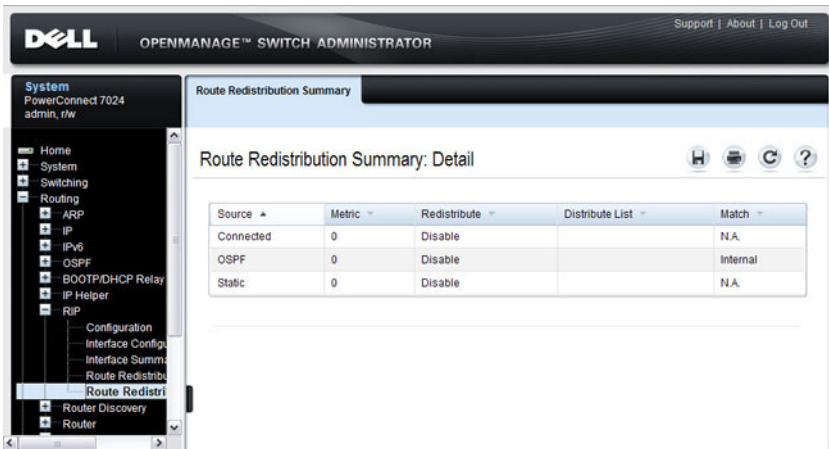 Support | About | Log Out
DELL OPENMANAGE™ SWITCH ADMINISTRATOR
System
PowerConnect 7024
admin, r/w
Route Redistribution Summary
Home
System
Switching
Routing
ARP
IP
IPv6
OSPF
BOOTP/DHCP Relay
IP Helper
RIP
Configuration
Interface Configu
Interface Summa
Route Redistribu
Route Redistri
Router Discovery
Router
Route Redistribution Summary: Detail
?
Source Metric Redistribute Distribute List Match
Connected 0 Disable N.A.
OSPF 0 Disable Internal
Static 0 Disable N.A.